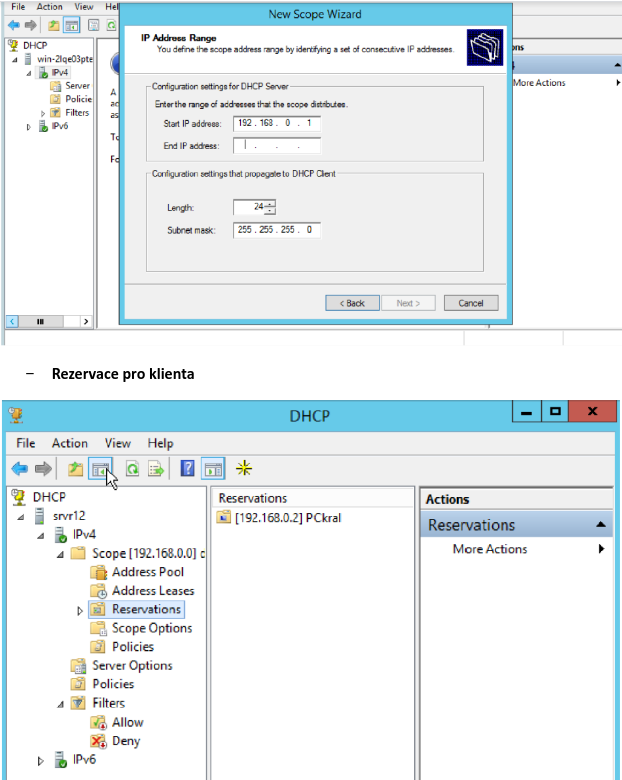 File Action View Hel
New Scope Wizard
DHCP
win-2lqe03pte
IPv4
Server
Policie
Filters
IPv6
A
ac
as
To
Fo
IP Address Range
You define the scope address range by identifying a set of consecutive IP addresses.
Configuration settings for DHCP Server
Enter the range of addresses that the scope distributes.
Start IP address: 192 . 168 . 0 . 1
End IP address: . . .
Configuration settings that propagate to DHCP Client
Length: 24
Subnet mask: 255 . 255 . 255 . 0
< Back Next > Cancel
ons
4
More Actions
– Rezervace pro klienta
DHCP
File Action View Help
DHCP
srvr12
IPv4
Scope [192.168.0.0] c
Address Pool
Address Leases
Reservations
Scope Options
Policies
Server Options
Policies
Filters
Allow
Deny
IPv6
Reservations
[192.168.0.2] PCkral
Actions
Reservations
More Actions